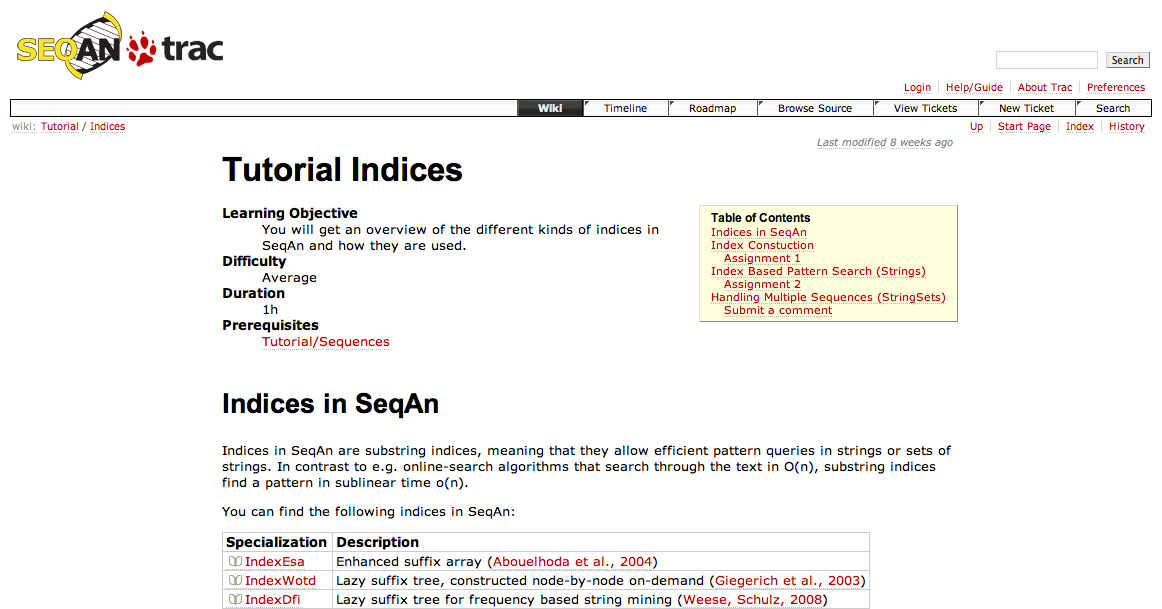 SEQAN trac
Search
Login Help/Guide About Trac Preferences
Wiki Timeline Roadmap Browse Source View Tickets New Ticket Search
wiki: Tutorial / Indices
Up Start Page Index History
Last modified 8 weeks ago
Tutorial Indices
Learning Objective
You will get an overview of the different kinds of indices in
SeqAn and how they are used.
Difficulty
Average
Duration
1h
Prerequisites
Tutorial/Sequences
Table of Contents
Indices in SeqAn
Index Constuction
Assignment 1
Index Based Pattern Search (Strings)
Assignment 2
Handling Multiple Sequences (StringSets)
Submit a comment
Indices in SeqAn
Indices in SeqAn are substring indices, meaning that they allow efficient pattern queries in strings or sets of
strings. In contrast to e.g. online-search algorithms that search through the text in O(n), substring indices
find a pattern in sublinear time o(n).
You can find the following indices in SeqAn:
Specialization Description
IndexEsa Enhanced suffix array (Abouelhoda et al., 2004)
IndexWotd Lazy suffix tree, constructed node-by-node on-demand (Giegerich et al., 2003)
IndexDfi Lazy suffix tree for frequency based string mining (Weese, Schulz, 2008)